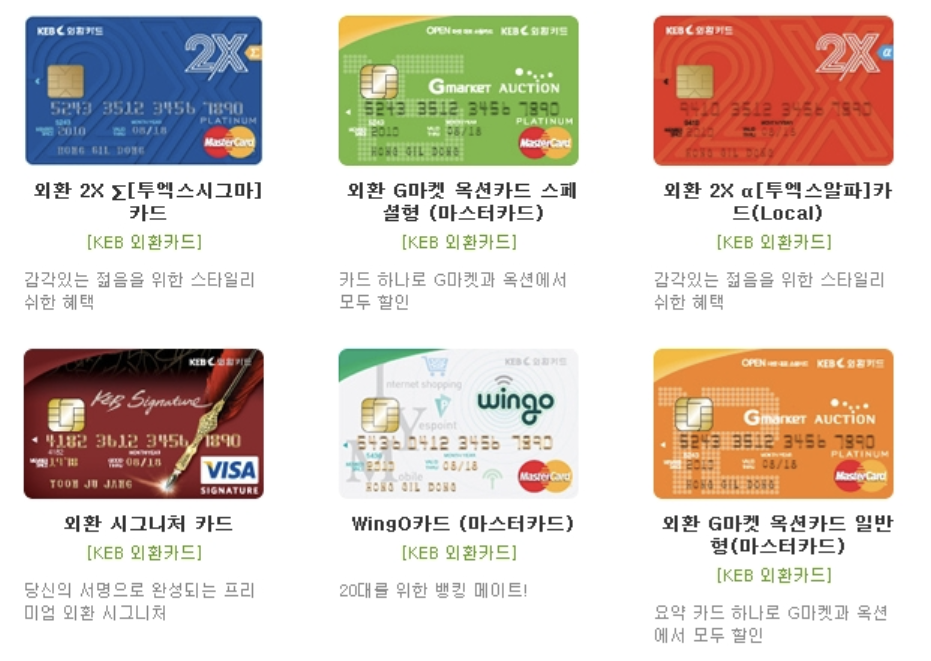 KEB 외환카드
2X Σ
5243 3512 3456 7890
5243
PLATINUM
2010 08/18
MasterCard
HONG GIL DONG
외환 2X ∑[투엑스시그마]
카드
[KEB 외환카드]
감각있는 젊음을 위한 스타일리
쉬한 혜택
OPEN KEB 외환카드
Gmarket AUCTION
5243 3512 3456 7890
PLATINUM
2010 08/18
MasterCard
HONG GIL DONG
외환 G마켓 옥션카드 스페
셜형 (마스터카드)
[KEB 외환카드]
카드 하나로 G마켓과 옥션에서
모두 할인
KEB 외환카드
2X α
9410 3512 3456 7890
HONG GIL DONG
외환 2X α[투엑스알파]카
드(Local)
[KEB 외환카드]
감각있는 젊음을 위한 스타일리
쉬한 혜택
KEB 외환카드
KEB Signature
4182 3612 3456 7890
4182
08/18
YOON JU JANG
VISA
SIGNATURE
외환 시그니처 카드
[KEB 외환카드]
당신의 서명으로 완성되는 프리
미엄 외환 시그니처
KEB 외환카드
Internet shopping
wingo
Yespoint
5436 0412 3456 7890
2010 08/18
Mobile
HONG GIL DONG
MasterCard
WingO카드 (마스터카드)
[KEB 외환카드]
20대를 위한 뱅킹 메이트!
OPEN KEB 외환카드
Gmarket AUCTION
5243 3512 3456 7890
PLATINUM
2010 08/18
MasterCard
HONG GIL DONG
외환 G마켓 옥션카드 일반
형(마스터카드)
[KEB 외환카드]
요약 카드 하나로 G마켓과 옥션
에서 모두 할인